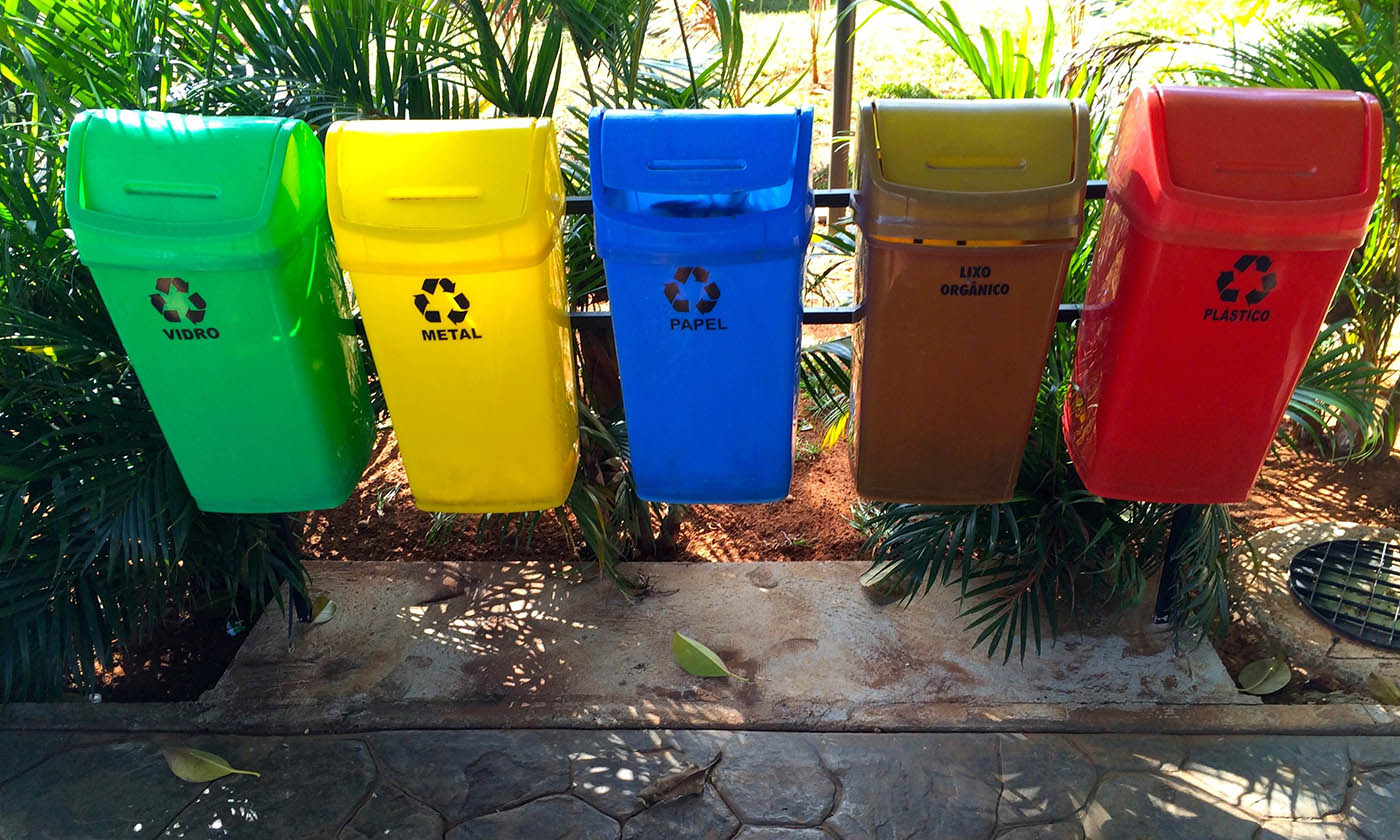 VIDRO
METAL
PAPEL
LIXO
ORGÂNICO
PLÁSTICO